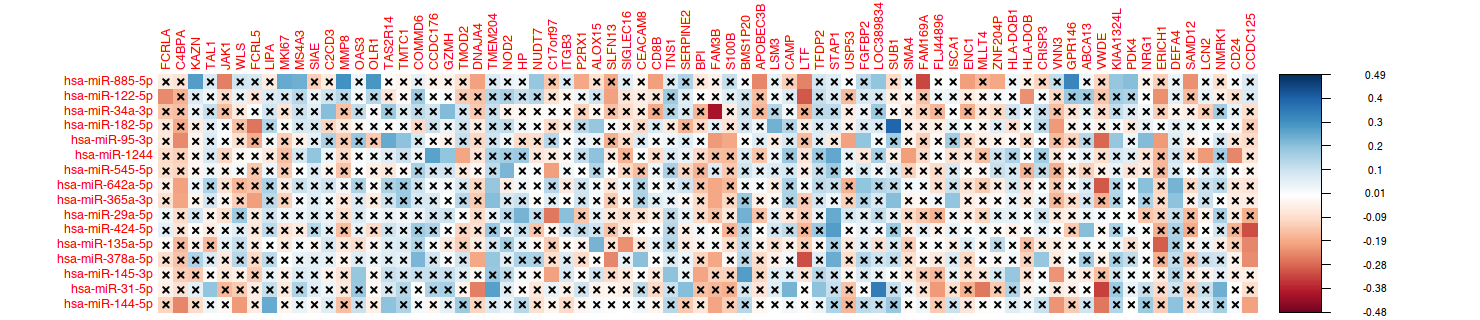 FCRLA C4BPA KAZN TAL1 JAK1 WLS FCRL5 LIPA MKI67 MS4A3 SIAE C2CD3 MMP8 OAS3 OLR1 TAS2R14 TMTC1 COMMD6 CCDC176 GZMH TMOD2 DNAJA4 TMEM204 NOD2 HP NUDT7 C17orf97 ITGB3 P2RX1 ALOX15 SLFN13 SIGLEC16 CEACAM8 CD8B TNS1 SERPINE2 BPI FAM3B S100B BMS1P20 APOBEC3B LSM3 CAMP LTF TFDP2 STAP1 USP53 FGFBP2 LOC389834 SUB1 SMA4 FAM169A FLJ44896 ISCA1 ENC1 MLLT4 ZNF204P HLA-DQB1 HLA-DOB CRISP3 VNN3 GPR146 ABCA13 VWDE KIAA1324L PDK4 NRG1 ERICH1 DEFA4 SAMD12 LCN2 NMRK1 CD24 CCDC125
hsa-miR-885-5p
hsa-miR-122-5p
hsa-miR-34a-3p
hsa-miR-182-5p
hsa-miR-95-3p
hsa-miR-1244
hsa-miR-545-5p
hsa-miR-642a-5p
hsa-miR-365a-3p
hsa-miR-29a-5p
hsa-miR-424-5p
hsa-miR-135a-5p
hsa-miR-378a-5p
hsa-miR-145-3p
hsa-miR-31-5p
hsa-miR-144-5p
0.49
0.4
0.3
0.2
0.1
0.01
-0.09
-0.19
-0.28
-0.38
-0.48